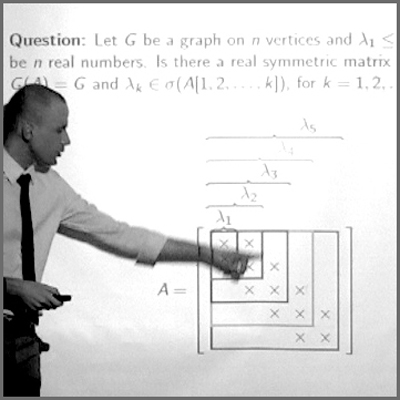 Question: Let G be a graph on n vertices and λ₁ ≤
be n real numbers. Is there a real symmetric matrix
G(A) = G and λₖ ∈ σ(A[1, 2, . . . , k]), for k = 1, 2, .
λ₅
λ₄
λ₃
λ₂
λ₁
× ×
× ×
A = × × ×
× ×
× ×